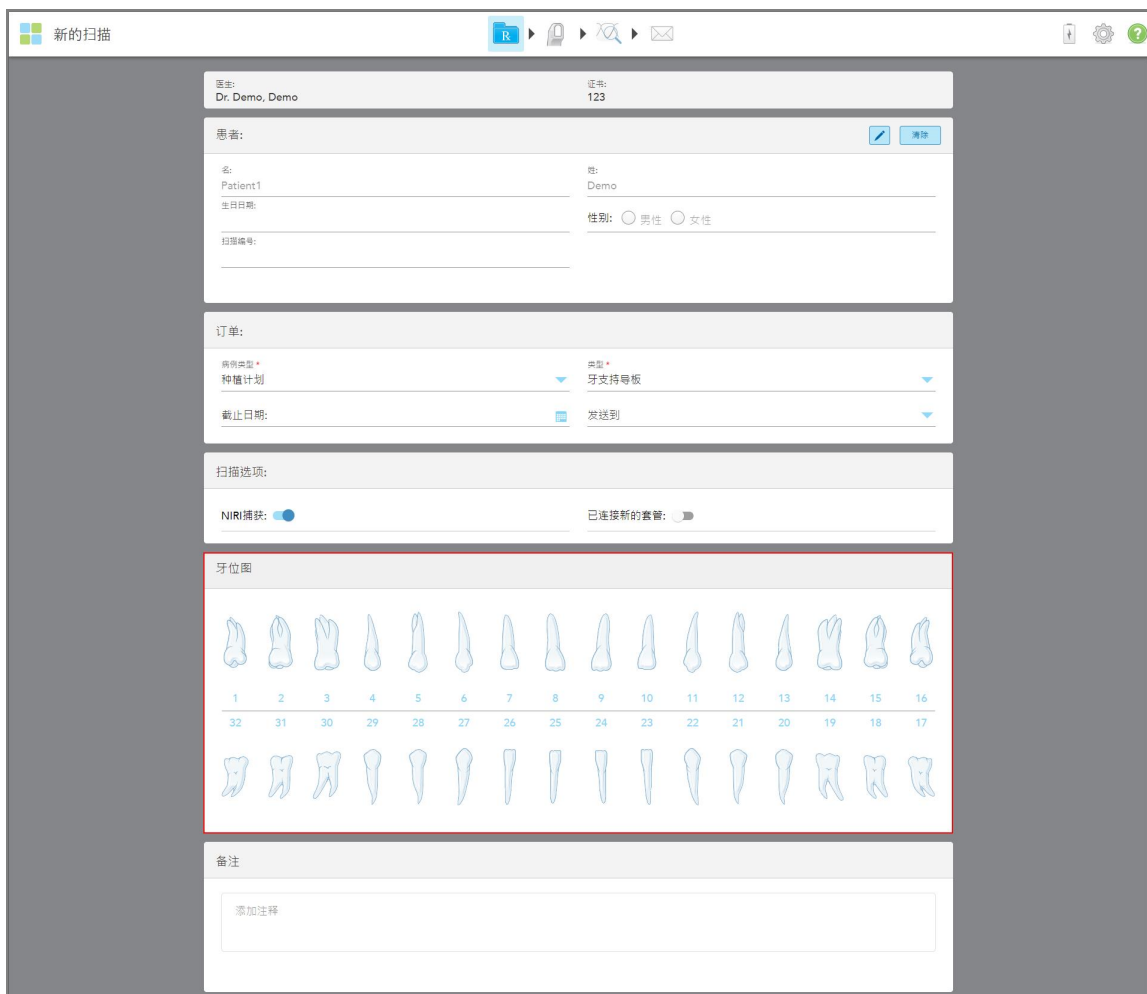 新的扫描
R
?
医生: 证书:
Dr. Demo, Demo 123
患者: 清除
名: 姓:
Patient1 Demo
生日日期:
性别: 男性 女性
扫描编号:
订单:
病例类型 * 类型 *
种植计划 牙支持导板
截止日期: 发送到
扫描选项:
NIRI捕获: 已连接新的套管:
牙位图
1 2 3 4 5 6 7 8 9 10 11 12 13 14 15 16
32 31 30 29 28 27 26 25 24 23 22 21 20 19 18 17
备注
添加注释